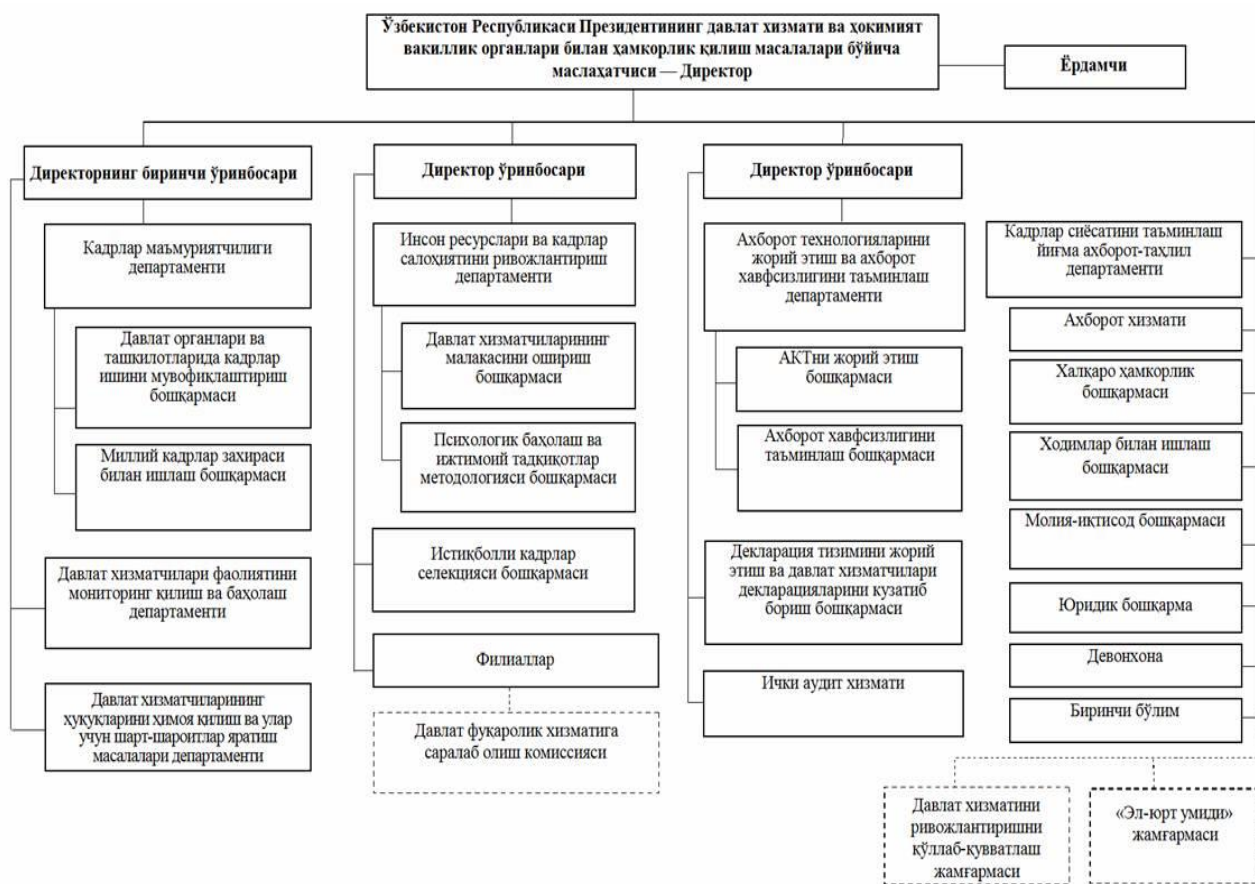 Ўзбекистон Республикаси Президентининг давлат хизмати ва ҳокимият
вакиллик органлари билан ҳамкорлик қилиш масалалари бўйича
маслаҳатчиси — Директор
Ёрдамчи
Директорнинг биринчи ўринбосари
Кадрлар маъмуриятчилиги
департаменти
Давлат органлари ва
ташкилотларида кадрлар
ишини мувофиқлаштириш
бошқармаси
Миллий кадрлар захираси
билан ишлаш бошқармаси
Давлат хизматчилари фаолиятини
мониторинг қилиш ва баҳолаш
департаменти
Давлат хизматчиларининг
ҳуқуқларини ҳимоя қилиш ва улар
учун шарт-шароитлар яратиш
масалалари департаменти
Директор ўринбосари
Инсон ресурслари ва кадрлар
салоҳиятини ривожлантириш
департаменти
Давлат хизматчиларининг
малакасини ошириш
бошқармаси
Психологик баҳолаш ва
ижтимоий тадқиқотлар
методологияси бошқармаси
Истиқболли кадрлар
селекцияси бошқармаси
Филиаллар
Давлат фуқаролик хизматига
саралаб олиш комиссияси
Директор ўринбосари
Ахборот технологияларини
жорий этиш ва ахборот
хавфсизлигини таъминлаш
департаменти
АКТни жорий этиш
бошқармаси
Ахборот хавфсизлигини
таъминлаш бошқармаси
Декларация тизимини жорий
этиш ва давлат хизматчилари
декларацияларини кузатиб
бориш бошқармаси
Ички аудит хизмати
Кадрлар сиёсатини таъминлаш
йиғма ахборот-таҳлил
департаменти
Ахборот хизмати
Халқаро ҳамкорлик
бошқармаси
Ходимлар билан ишлаш
бошқармаси
Молия-иқтисод бошқармаси
Юридик бошқарма
Девонхона
Биринчи бўлим
Давлат хизматини
ривожлантиришни
қўллаб-қувватлаш
жамғармаси
«Эл-юрт умиди»
жамғармаси